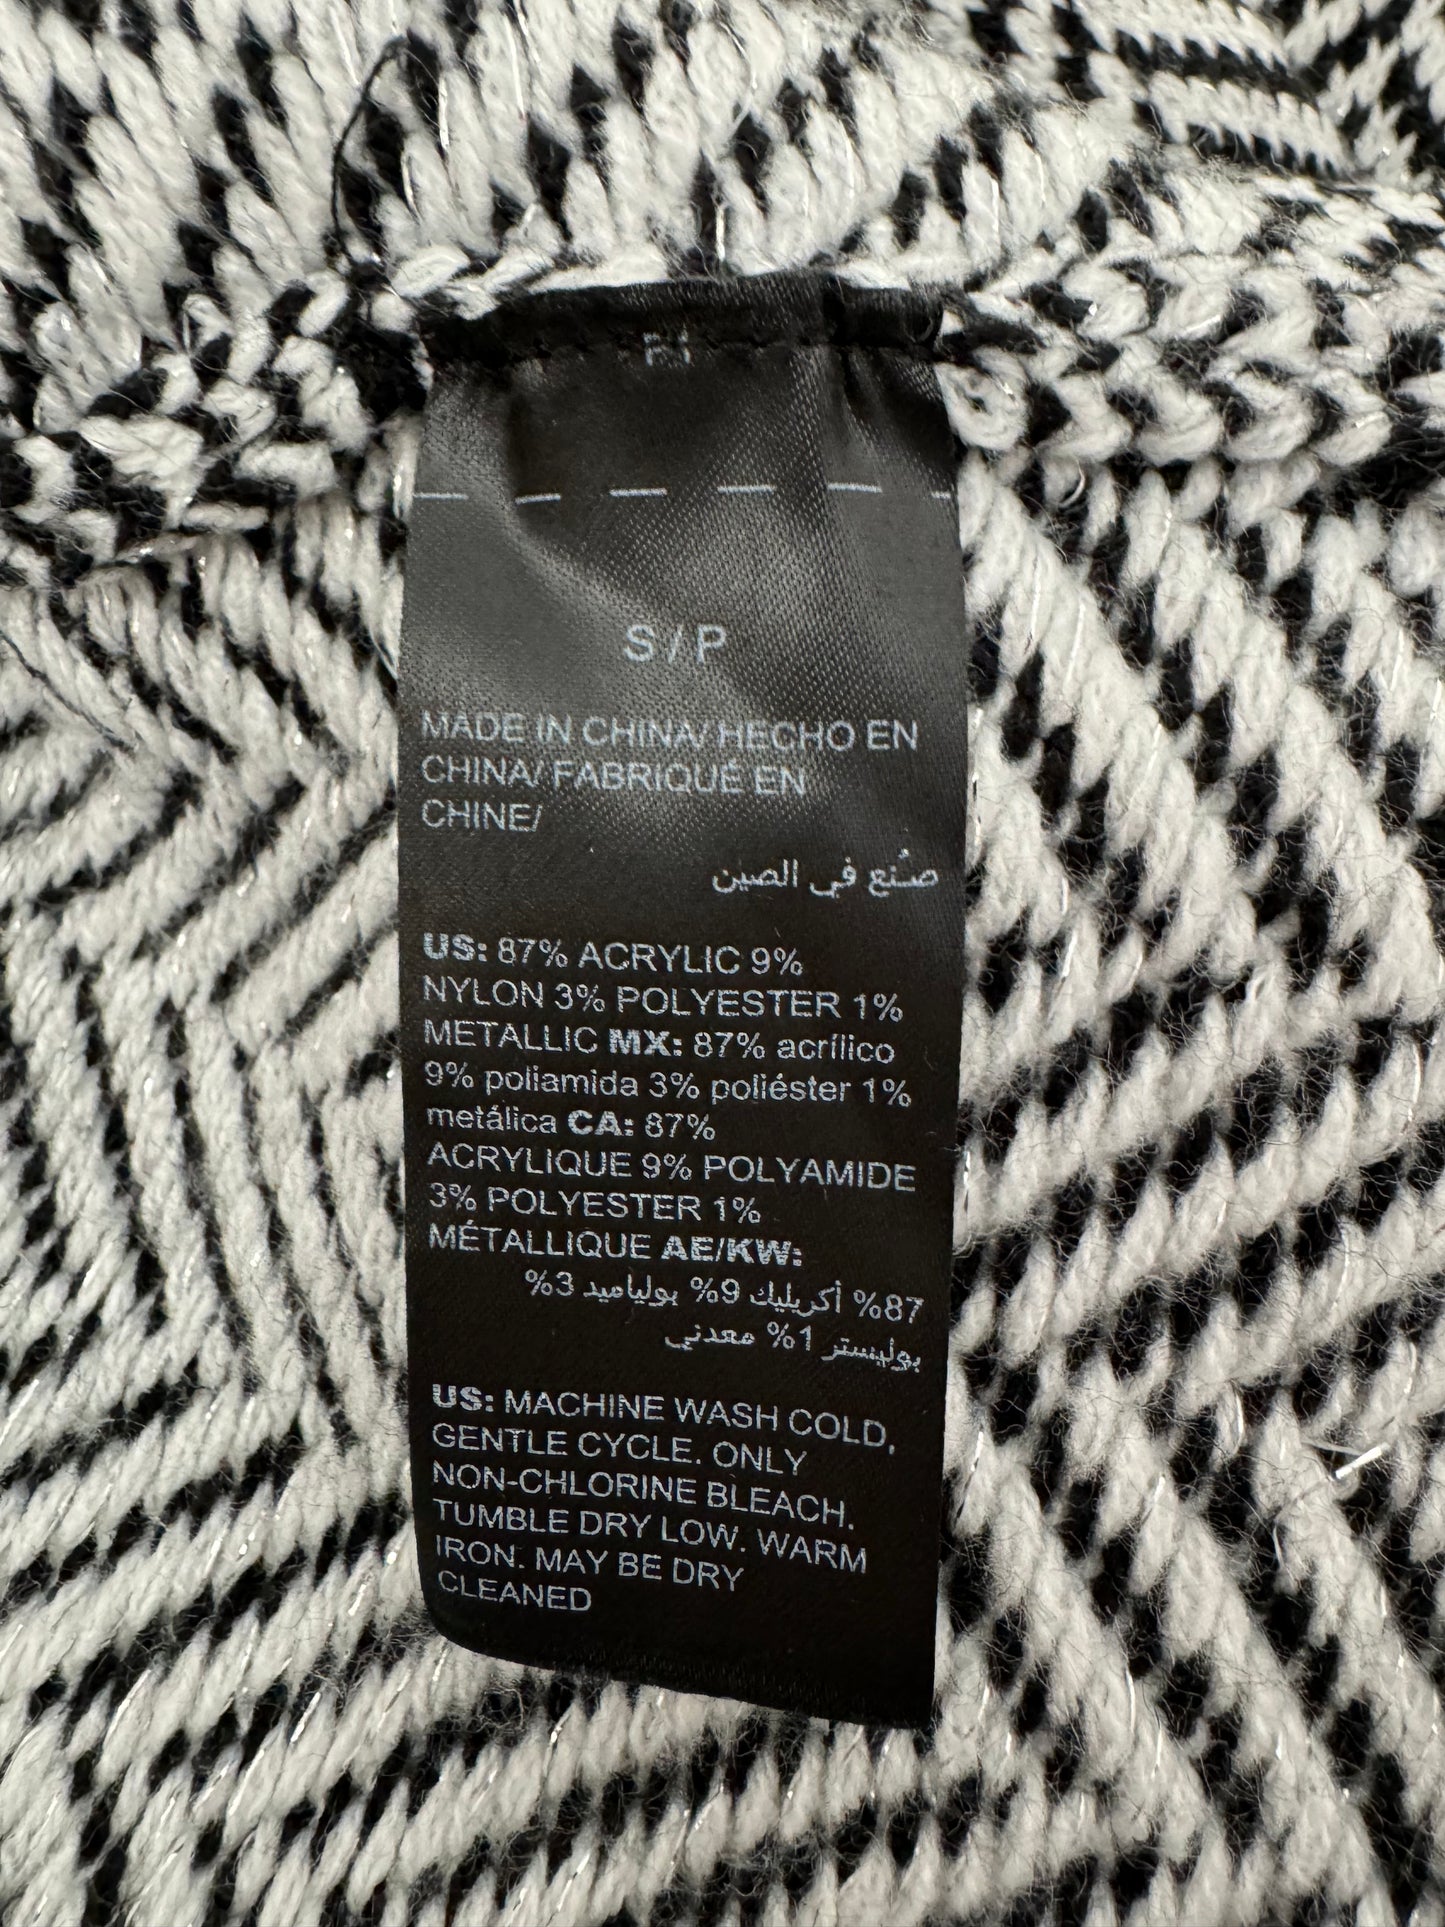 S / P
MADE IN CHINA/ HECHO EN
CHINA/ FABRIQUÉ EN
CHINE/
صُنع في الصين
US: 87% ACRYLIC 9%
NYLON 3% POLYESTER 1%
METALLIC MX: 87% acrílico
9% poliamida 3% poliéster 1%
metálica CA: 87%
ACRYLIQUE 9% POLYAMIDE
3% POLYESTER 1%
MÉTALLIQUE AE/KW:
87% أكريليك 9% بولياميد 3%
بوليستر 1% معدني
US: MACHINE WASH COLD,
GENTLE CYCLE. ONLY
NON-CHLORINE BLEACH.
TUMBLE DRY LOW. WARM
IRON. MAY BE DRY
CLEANED